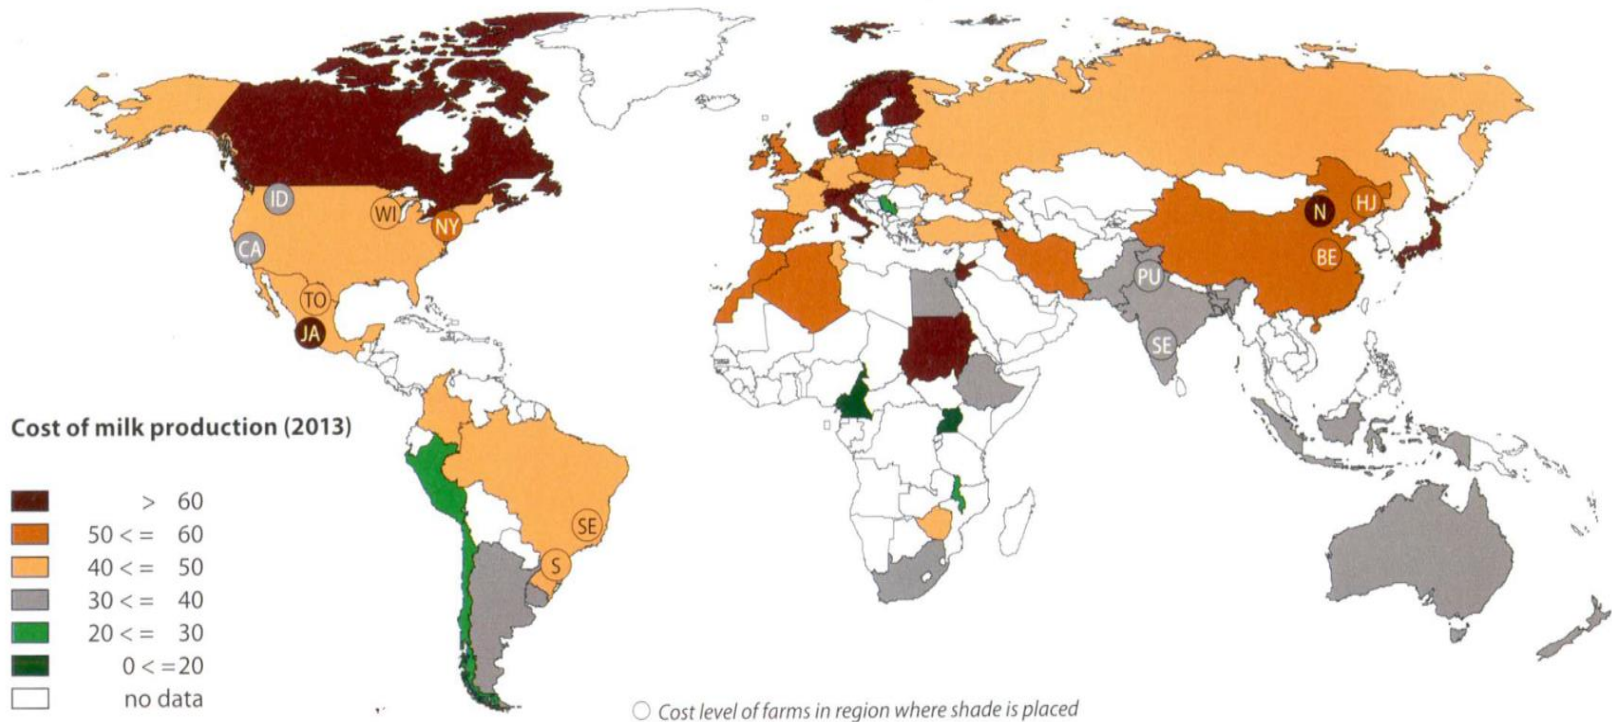 ID
WI
NY
CA
TO
JA
N
HJ
BE
PU
SE
SE
S
Cost of milk production (2013)
> 60
50 < = 60
40 < = 50
30 < = 40
20 < = 30
0 < =20
no data
Cost level of farms in region where shade is placed